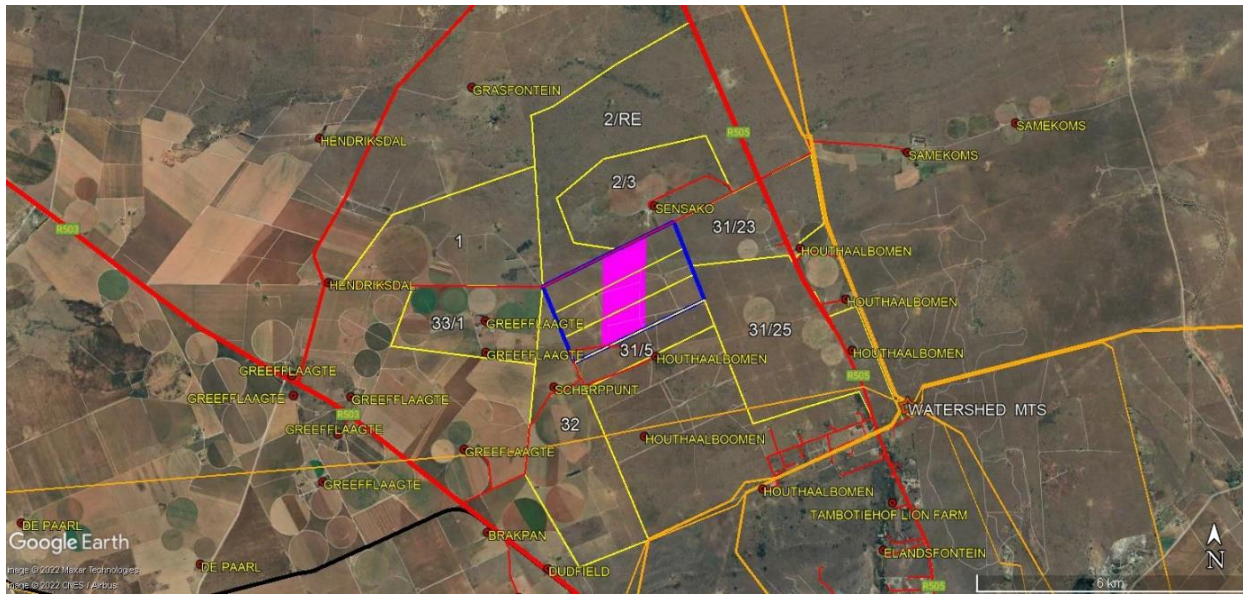 GRASFONTEIN
2/RE
SAMEKOMS
R505
HENDRIKSDAL
SAMEKOMS
2/3
SENSAKO
31/23
R503
1
HOUTHAALBOMEN
HENDRIKSDAL
HOUTHAALBOMEN
33/1
GREEFFLAAGTE
31/25
31/5
HOUTHAALBOMEN
GREEFFLAAGTE
HOUTHAALBOMEN
GREEFFLAAGTE
R505
SCHERPPUNT
GREEFFLAAGTE
GREEFFLAAGTE
R503
WATERSHED MTS
32
GREEFFLAAGTE
HOUTHAALBOOMEN
GREEFFLAAGTE
GREEFFLAAGTE
HOUTHAALBOMEN
TAMBOTIEHOF LION FARM
DE PAARL
BRAKPAN
Google Earth
ELANDSFONTEIN
DE PAARL
DUDFIELD
N
Image © 2022 Maxar Technologies
Image © 2022 CNES / Airbus
6 km
R505